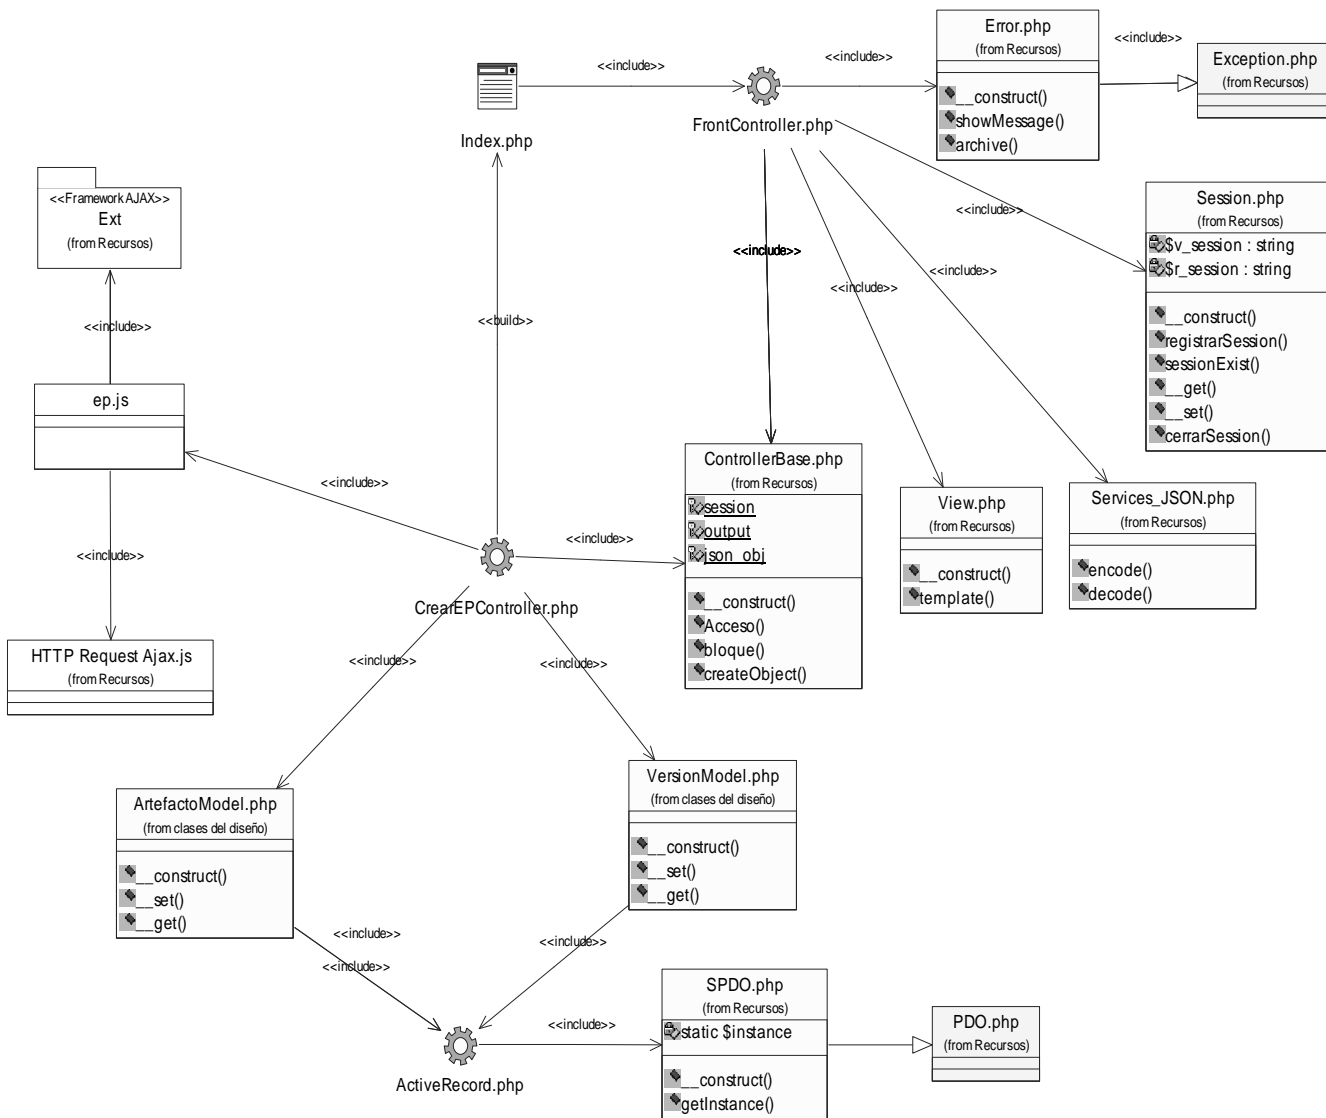 Error.php
(from Recursos)
__construct()
showMessage()
archive()
<<include>>
Exception.php
(from Recursos)
<<include>>
<<include>>
Index.php
FrontController.php
<<FrameworkAJAX>>
Ext
(from Recursos)
Session.php
(from Recursos)
$v_session : string
$r_session : string
__construct()
registrarSession()
sessionExist()
__get()
__set()
cerrarSession()
<<include>>
<<include>>
<<include>>
<<include>>
<<build>>
<<include>>
ep.js
<<include>>
<<include>>
<<include>>
ControllerBase.php
(from Recursos)
session
output
json_obj
__construct()
Acceso()
bloque()
createObject()
View.php
(from Recursos)
__construct()
template()
Services_JSON.php
(from Recursos)
encode()
decode()
CrearEPController.php
HTTP Request Ajax.js
(from Recursos)
<<include>>
<<include>>
ArtefactoModel.php
(from clases del diseño)
__construct()
__set()
__get()
VersionModel.php
(from clases del diseño)
__construct()
__set()
__get()
<<include>>
<<include>>
<<include>>
ActiveRecord.php
<<include>>
SPDO.php
(from Recursos)
static $instance
__construct()
getInstance()
PDO.php
(from Recursos)